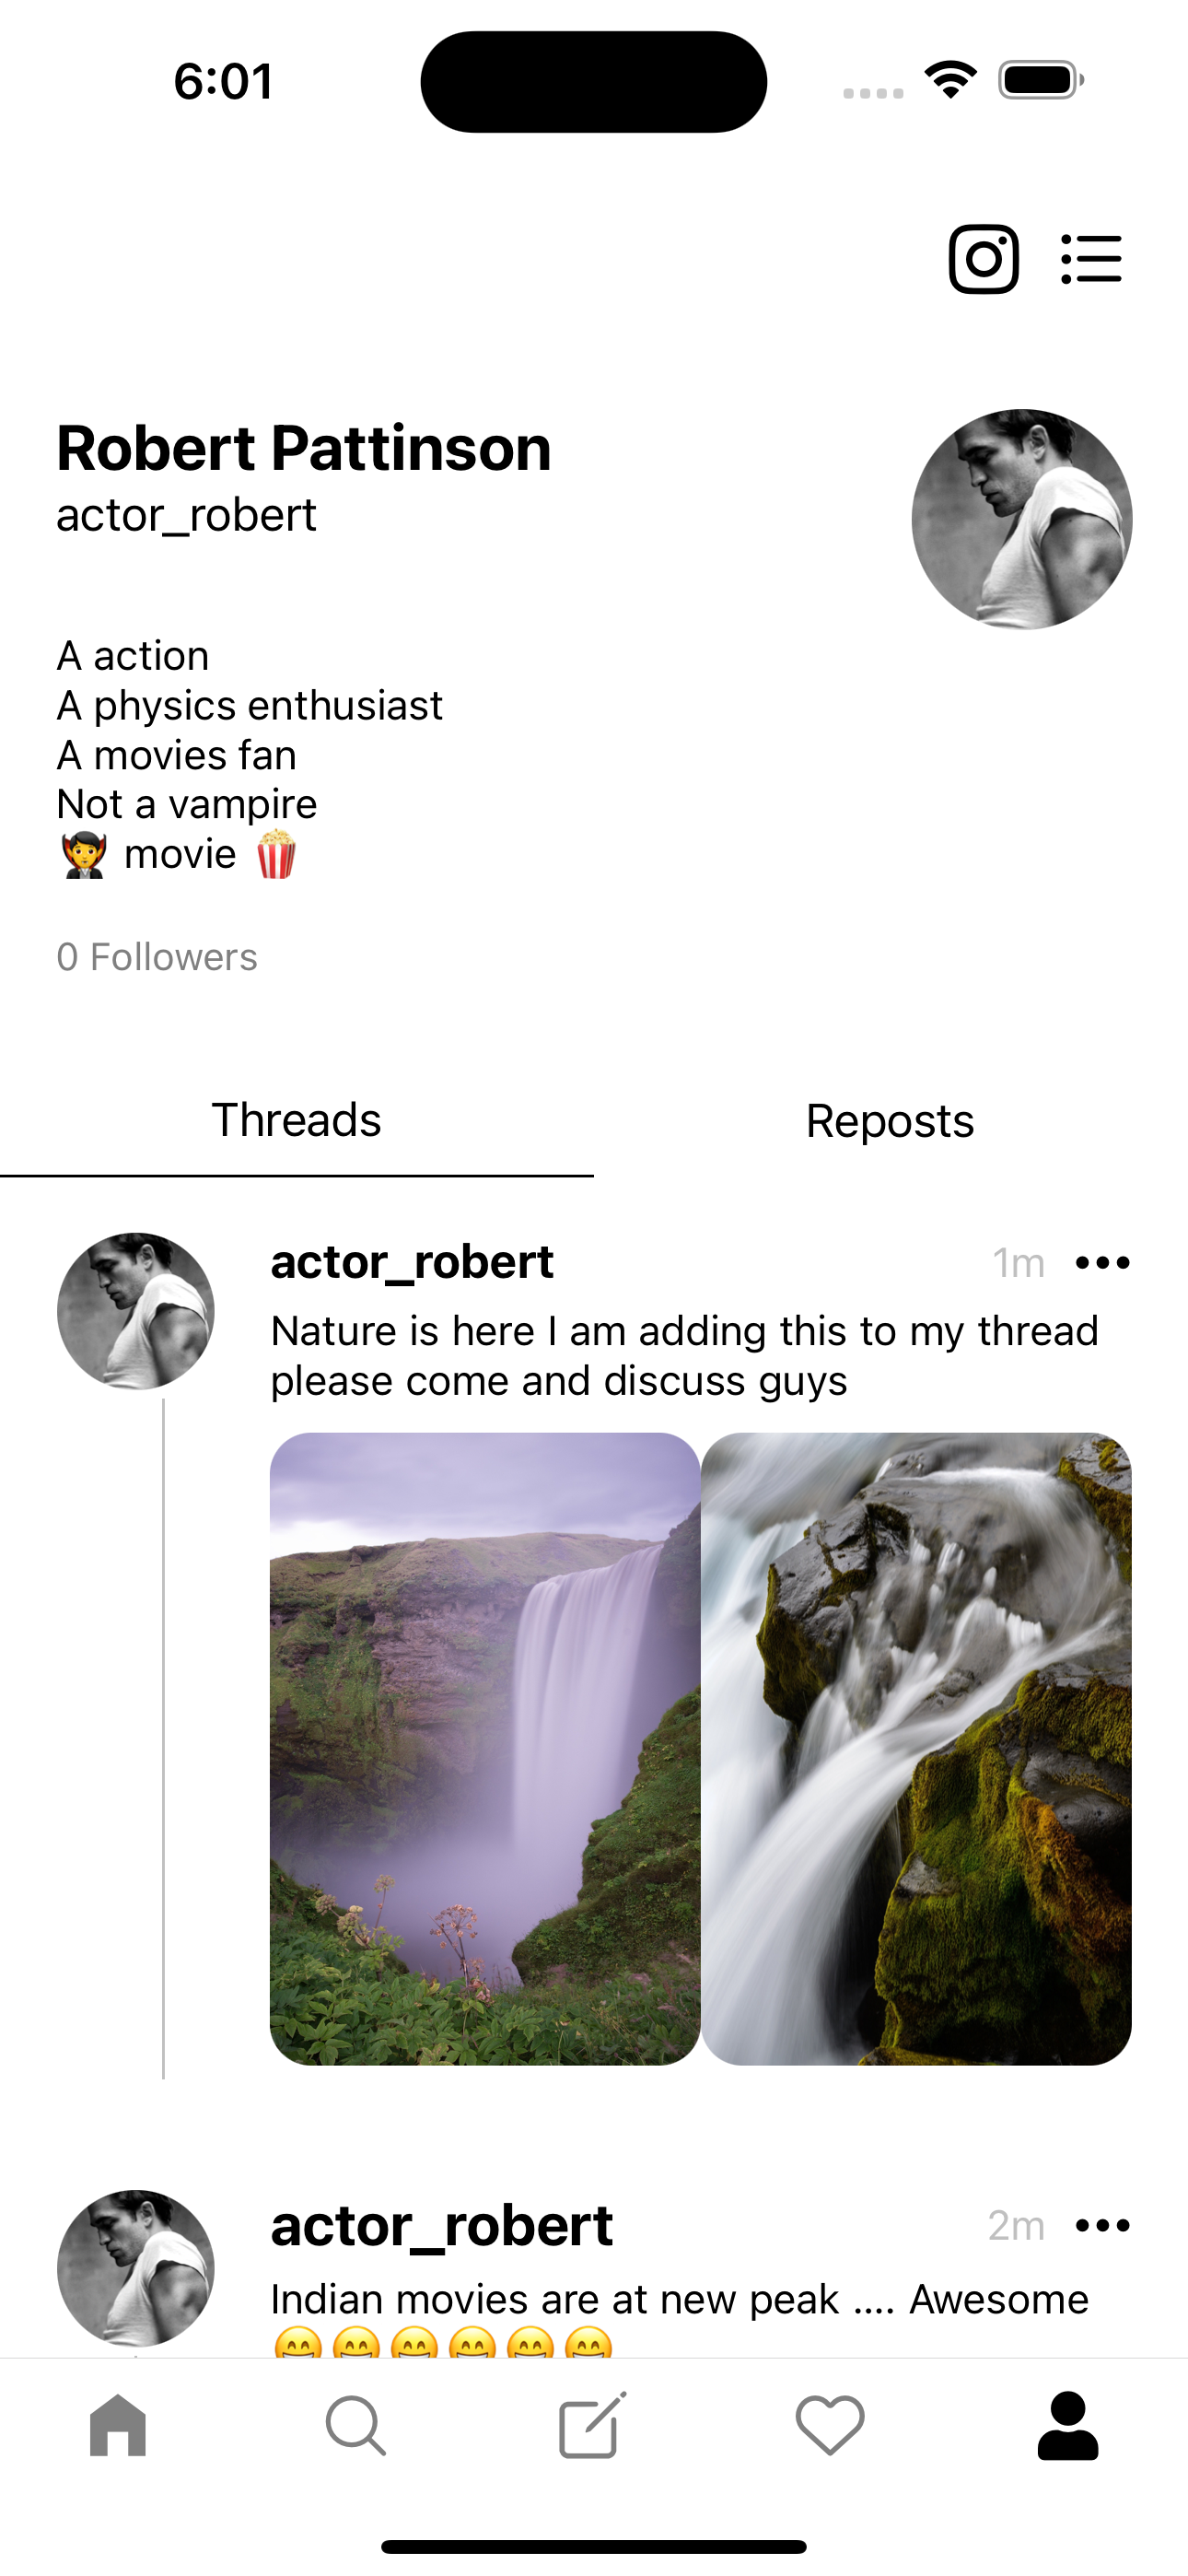 6:01
Robert Pattinson
actor_robert
A action
A physics enthusiast
A movies fan
Not a vampire
🧛 movie 🍿
0 Followers
Threads Reposts
actor_robert 1m
Nature is here I am adding this to my thread
please come and discuss guys
actor_robert 2m
Indian movies are at new peak .... Awesome
😁😁😁😁😁😁